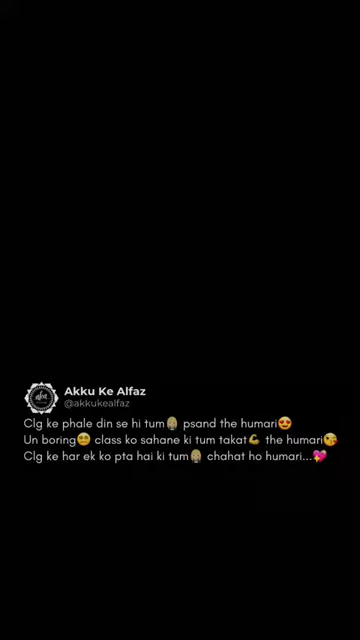 Akku Ke Alfaz
@akkukealfaz
Clg ke phale din se hi tum👰🏼 psand the humari😍
Un boring😇 class ko sahane ki tum takat💪 the humari😘
Clg ke har ek ko pta hai ki tum👰🏼 chahat ho humari...💖